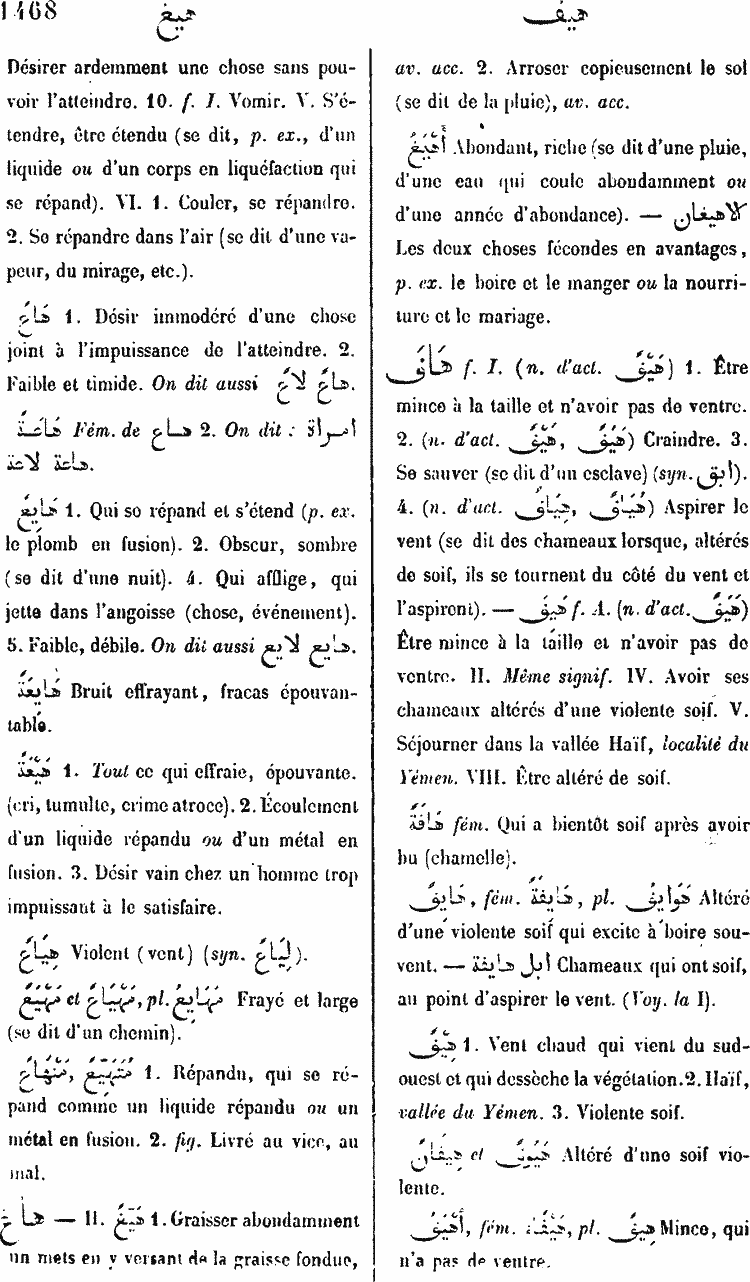 1468
هيغ
هيف
Désirer ardemment une chose sans pou-
voir l'atteindre. 10. f. I. Vomir. V. S'é-
tendre, être étendu (se dit, p. ex., d'un
liquide ou d'un corps en liquéfaction qui
se répand). VI. 1. Couler, se répandre.
2. Se répandre dans l'air (se dit d'une va-
peur, du mirage, etc.).
هَاعٌ 1. Désir immodéré d'une chose
joint à l'impuissance de l'atteindre. 2.
Faible et timide. On dit aussi هاعٌ لاعٌ.
هَاعَةٌ Fém. de هاع 2. On dit : امراة
هاعة لاعة.
هَايِعٌ 1. Qui se répand et s'étend (p. ex.
le plomb en fusion). 2. Obscur, sombre
(se dit d'une nuit). 4. Qui afflige, qui
jette dans l'angoisse (chose, événement).
5. Faible, débile. On dit aussi هايع لايع.
هَايِعَةٌ Bruit effrayant, fracas épouvan-
table.
هَيْعَةٌ 1. Tout ce qui effraie, épouvante.
(cri, tumulte, crime atroce). 2. Écoulement
d'un liquide répandu ou d'un métal en
fusion. 3. Désir vain chez un homme trop
impuissant à le satisfaire.
هِيَاعٌ Violent (vent) (syn. لِيَاعٌ).
مَهْيَعٌ et مَهْيَاعٌ, pl. مَهَايِعُ Frayé et large
(se dit d'un chemin).
مُتَهَيِّعٌ, مُنْهَاعٌ 1. Répandu, qui se ré-
pand comme un liquide répandu ou un
métal en fusion. 2. fig. Livré au vice, au
mal.
هاغ — II. هَيَّغَ 1. Graisser abondamment
un mets en y versant de la graisse fondue,
av. acc. 2. Arroser copieusement le sol
(se dit de la pluie), av. acc.
أَهْيَغُ Abondant, riche (se dit d'une pluie,
d'une eau qui coule abondamment ou
d'une année d'abondance). — الاهيغان
Les deux choses fécondes en avantages,
p. ex. le boire et le manger ou la nourri-
ture et le mariage.
هَافَ f. I. (n. d'act. هَيْفٌ) 1. Être
mince à la taille et n'avoir pas de ventre.
2. (n. d'act. هَيْفٌ, هَيَفٌ) Craindre. 3.
Se sauver (se dit d'un esclave) (syn. أبق).
4. (n. d'act. هِيَافٌ, هُيَافٌ) Aspirer le
vent (se dit des chameaux lorsque, altérés
de soif, ils se tournent du côté du vent et
l'aspirent). — هَيِفَ f. A. (n. d'act. هَيَفٌ)
Être mince à la taille et n'avoir pas de
ventre. II. Même signif. IV. Avoir ses
chameaux altérés d'une violente soif. V.
Séjourner dans la vallée Haïf, localité du
Yémen. VIII. Être altéré de soif.
هَافَةٌ fém. Qui a bientôt soif après avoir
bu (chamelle).
هَايِفٌ, fém. هَايِفَةٌ, pl. هَوَايِفُ Altéré
d'une violente soif qui excite à boire sou-
vent. — أبل هايفة Chameaux qui ont soif,
au point d'aspirer le vent. (Voy. la I).
هَيْفٌ 1. Vent chaud qui vient du sud-
ouest et qui dessèche la végétation. 2. Haïf,
vallée du Yémen. 3. Violente soif.
هَيْفَانٌ et هَيُوفٌ Altéré d'une soif vio-
lente.
أَهْيَفُ, fém. هَيْفَاءُ, pl. هِيفٌ Mince, qui
n'a pas de ventre.